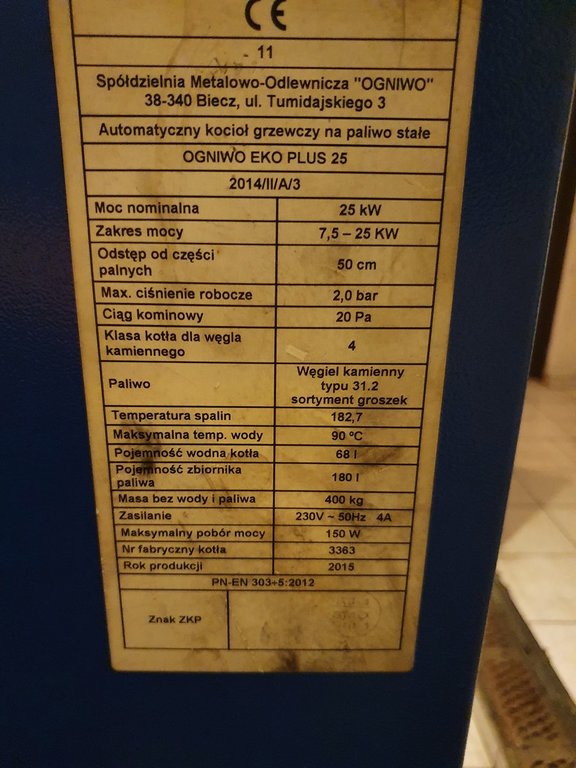 CE
11
Spółdzielnia Metalowo-Odlewnicza "OGNIWO"
38-340 Biecz, ul. Tumidajskiego 3
Automatyczny kocioł grzewczy na paliwo stałe
OGNIWO EKO PLUS 25
2014/II/A/3
Moc nominalna 25 kW
Zakres mocy 7,5 – 25 KW
Odstęp od części
palnych 50 cm
Max. ciśnienie robocze 2,0 bar
Ciąg kominowy 20 Pa
Klasa kotła dla węgla
kamiennego 4
Paliwo Węgiel kamienny
typu 31.2
sortyment groszek
Temperatura spalin 182,7
Maksymalna temp. wody 90 ºC
Pojemność wodna kotła 68 l
Pojemność zbiornika
paliwa 180 l
Masa bez wody i paliwa 400 kg
Zasilanie 230V ~ 50Hz 4A
Maksymalny pobór mocy 150 W
Nr fabryczny kotła 3363
Rok produkcji 2015
PN-EN 303÷5:2012
Znak ZKP